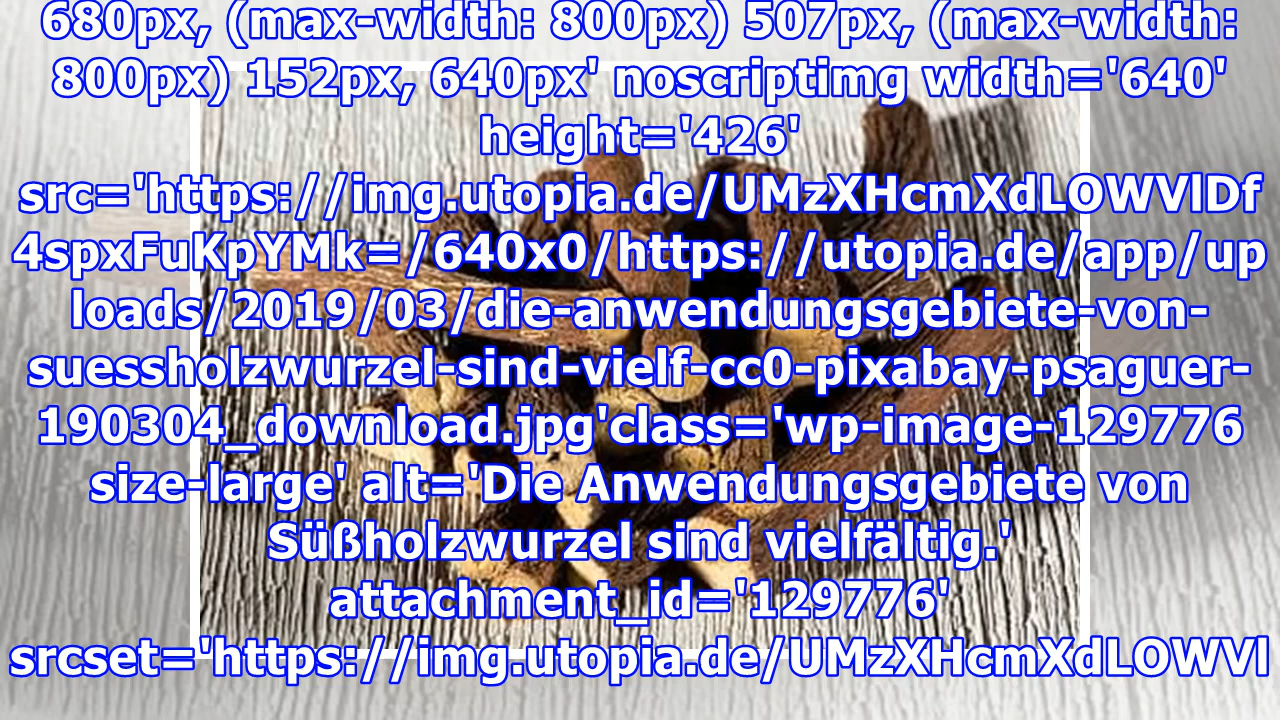 680px, (max-width: 800px) 507px, (max-width:
800px) 152px, 640px' noscriptimg width='640'
height='426'
src='https://img.utopia.de/UMzXHcmXdLOWVlDf
4spxFuKpYMk=/640x0/https://utopia.de/app/up
loads/2019/03/die-anwendungsgebiete-von-
suessholzwurzel-sind-vielf-cc0-pixabay-psaguer-
190304_download.jpg'class='wp-image-129776
size-large' alt='Die Anwendungsgebiete von
Süßholzwurzel sind vielfältig.'
attachment_id='129776'
srcset='https://img.utopia.de/UMzXHcmXdLOWVl